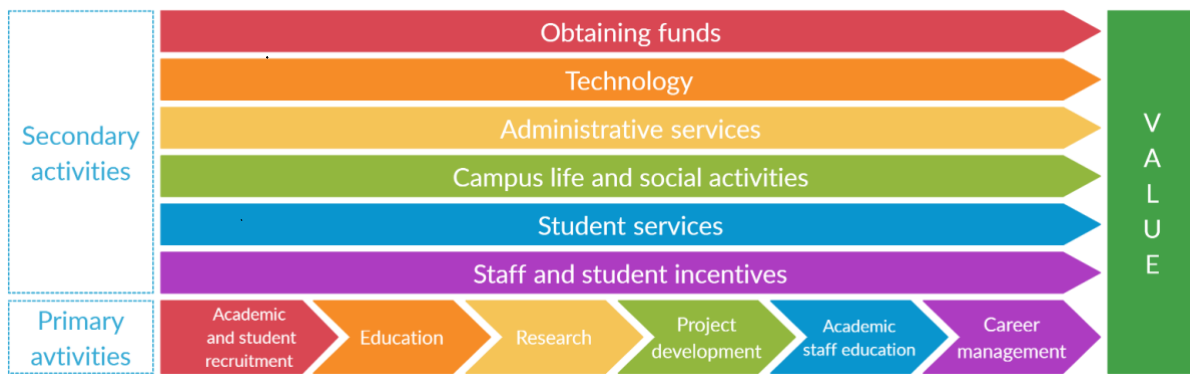 Obtaining funds
Technology
Administrative services
Campus life and social activities
Student services
Staff and student incentives
Secondary
activities
Primary
avtivities
Academic
and student
recruitment
Education
Research
Project
development
Academic
staff education
Career
management
V
A
L
U
E